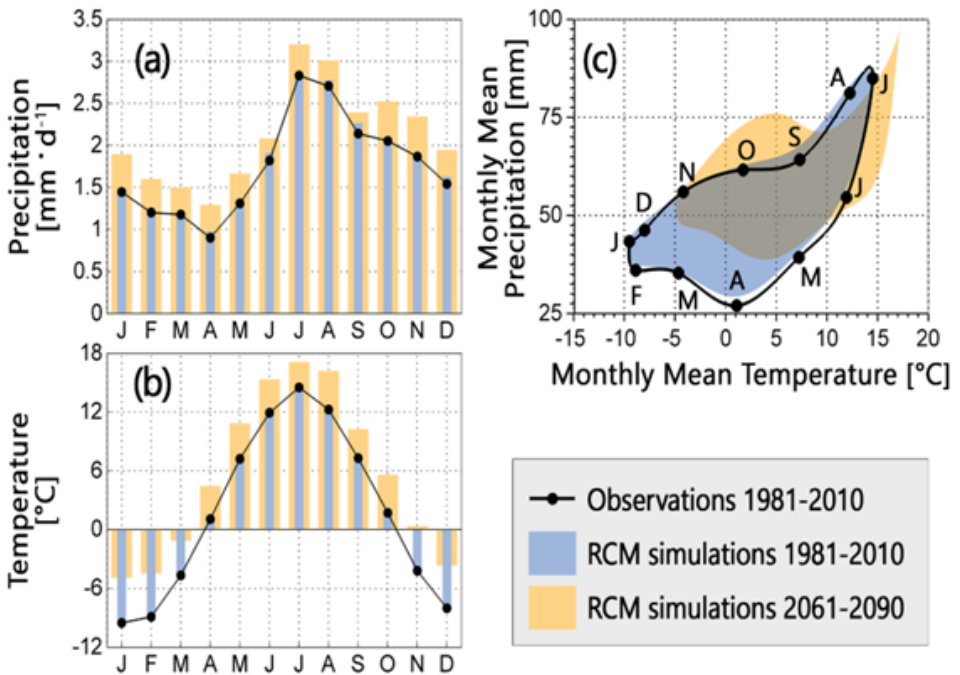 (a)
Precipitation
[mm · d⁻¹]
3.5
3
2.5
2
1.5
1
0.5
0
J F M A M J J A S O N D
(b)
Temperature
[°C]
18
12
6
0
-6
-12
J F M A M J J A S O N D
(c)
Monthly Mean
Precipitation [mm]
100
75
50
25
A
J
S
O
N
J
D
J
A
M
F
M
-15 -10 -5 0 5 10 15 20
Monthly Mean Temperature [°C]
Observations 1981-2010
RCM simulations 1981-2010
RCM simulations 2061-2090